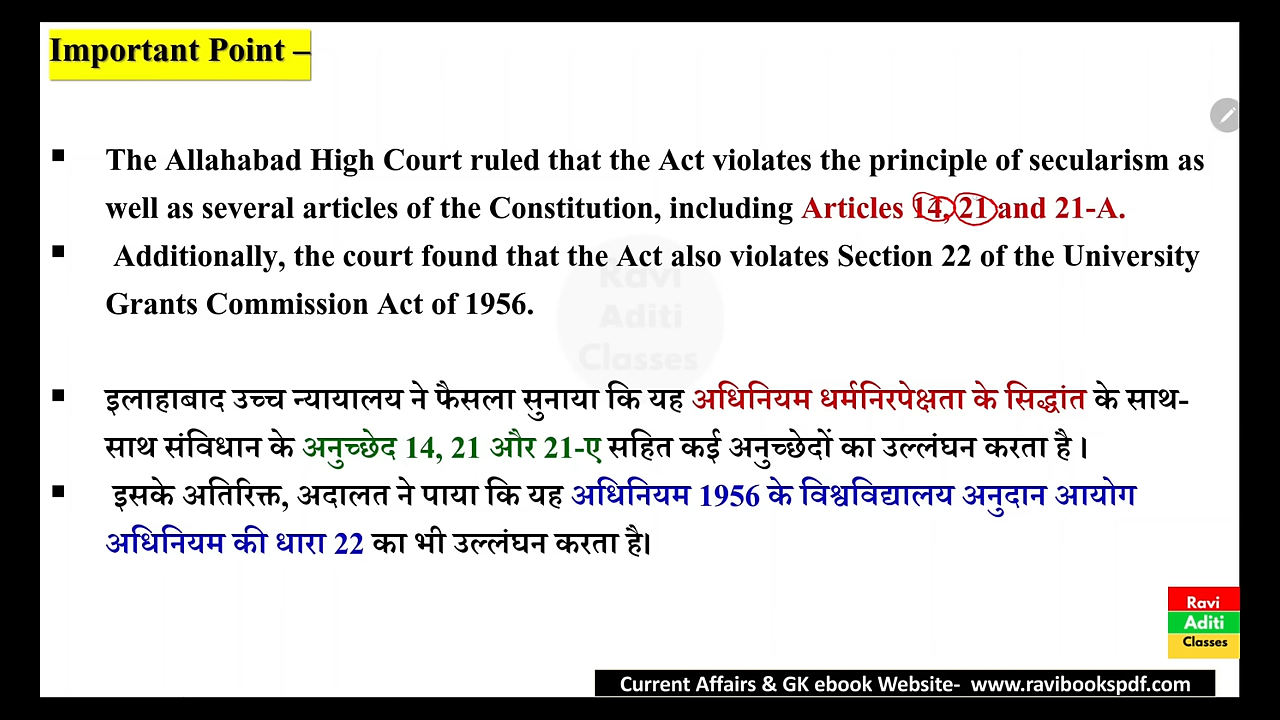 Important Point –
▪ The Allahabad High Court ruled that the Act violates the principle of secularism as
well as several articles of the Constitution, including Articles 14, 21 and 21-A.
▪ Additionally, the court found that the Act also violates Section 22 of the University
Grants Commission Act of 1956.
Ravi
Aditi
Classes
▪ इलाहाबाद उच्च न्यायालय ने फैसला सुनाया कि यह अधिनियम धर्मनिरपेक्षता के सिद्धांत के साथ-
साथ संविधान के अनुच्छेद 14, 21 और 21-ए सहित कई अनुच्छेदों का उल्लंघन करता है।
▪ इसके अतिरिक्त, अदालत ने पाया कि यह अधिनियम 1956 के विश्वविद्यालय अनुदान आयोग
अधिनियम की धारा 22 का भी उल्लंघन करता है।
Ravi
Aditi
Classes
Current Affairs & GK ebook Website- www.ravibookspdf.com